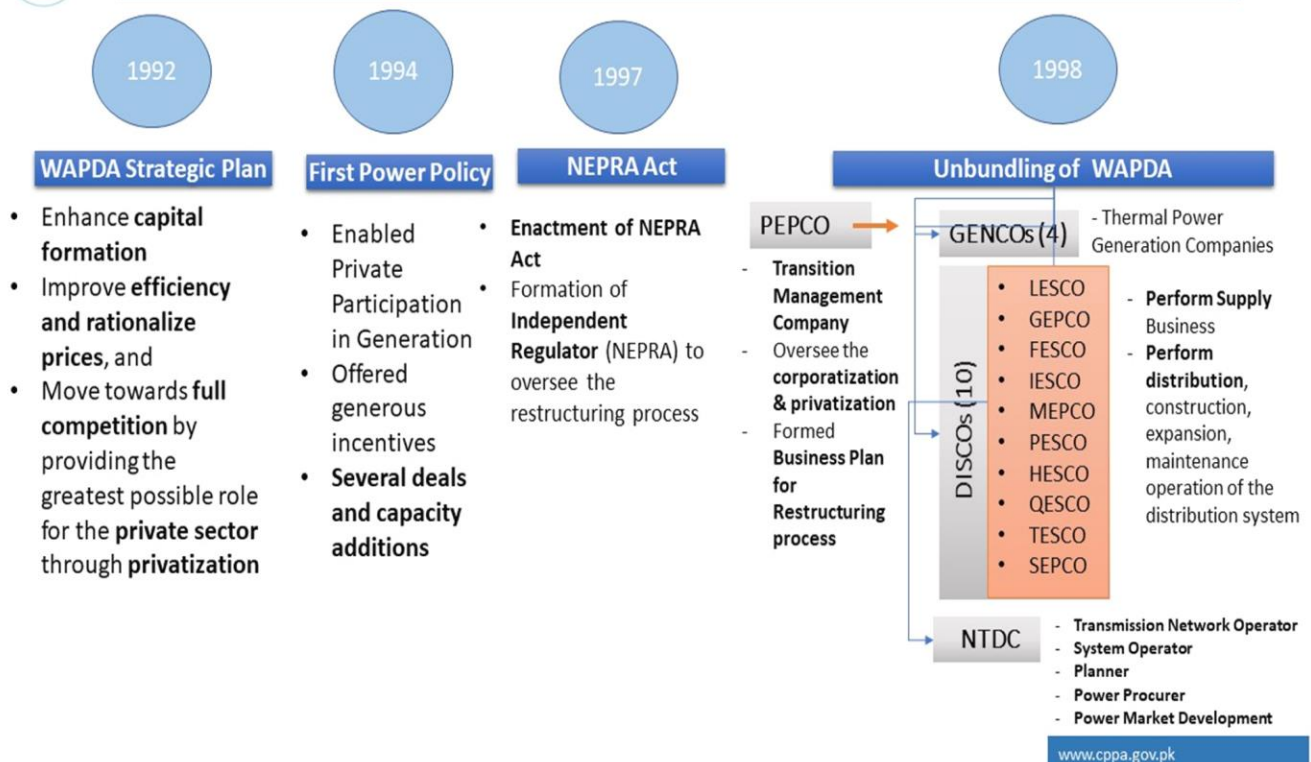 1992
WAPDA Strategic Plan
• Enhance capital
formation
• Improve efficiency
and rationalize
prices, and
• Move towards full
competition by
providing the
greatest possible role
for the private sector
through privatization
1994
First Power Policy
• Enabled
Private
Participation
in Generation
• Offered
generous
incentives
• Several deals
and capacity
additions
1997
NEPRA Act
• Enactment of NEPRA
Act
• Formation of
Independent
Regulator (NEPRA) to
oversee the
restructuring process
1998
Unbundling of WAPDA
PEPCO
- Transition
Management
Company
- Oversee the
corporatization
& privatization
- Formed
Business Plan
for
Restructuring
process
GENCOs (4)
- Thermal Power
Generation Companies
DISCOs (10)
• LESCO
• GEPCO
• FESCO
• IESCO
• MEPCO
• PESCO
• HESCO
• QESCO
• TESCO
• SEPCO
- Perform Supply
Business
- Perform
distribution,
construction,
expansion,
maintenance
operation of the
distribution system
NTDC
- Transmission Network Operator
- System Operator
- Planner
- Power Procurer
- Power Market Development
www.cppa.gov.pk